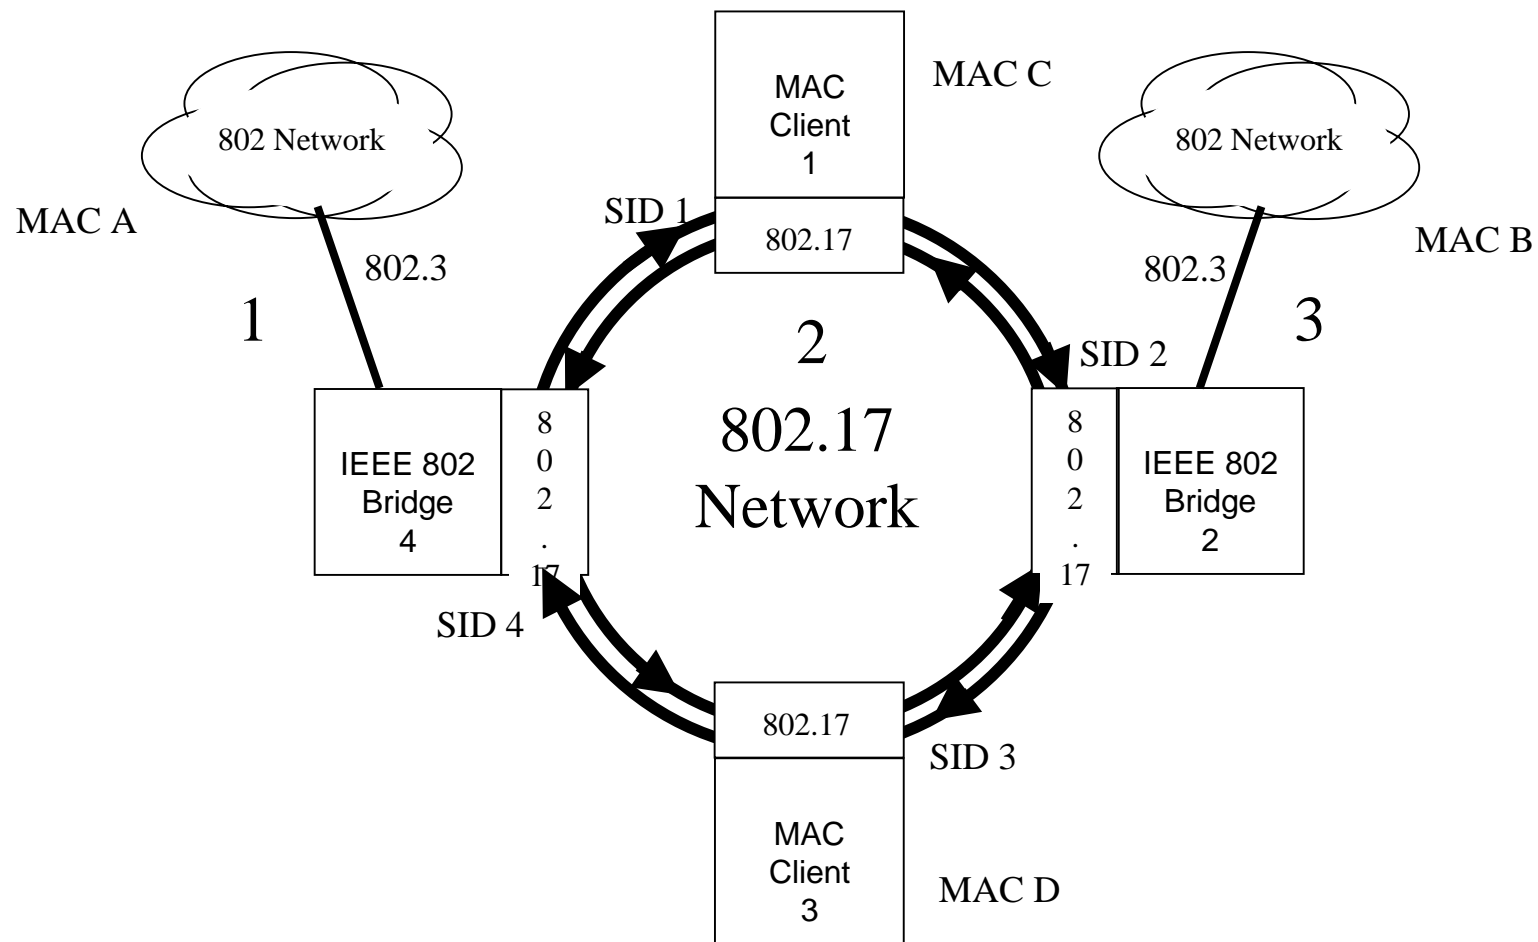 MAC
Client
1
MAC C
802 Network
802 Network
MAC A
SID 1
802.17
MAC B
802.3
802.3
1
2
3
SID 2
802.17
Network
IEEE 802
Bridge
4
8
0
2
.
17
8
0
2
.
17
IEEE 802
Bridge
2
SID 4
802.17
SID 3
MAC
Client
3
MAC D